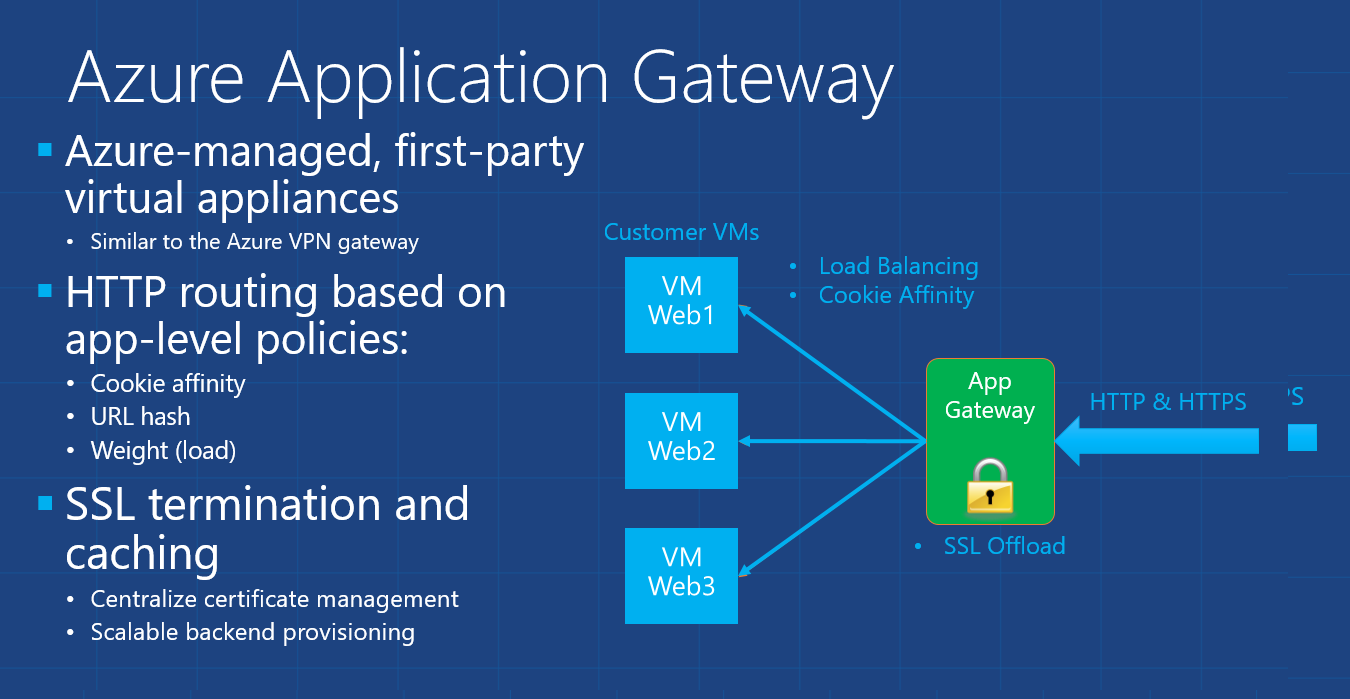 Azure Application Gateway
Azure-managed, first-party
virtual appliances
• Similar to the Azure VPN gateway
HTTP routing based on
app-level policies:
• Cookie affinity
• URL hash
• Weight (load)
SSL termination and
caching
• Centralize certificate management
• Scalable backend provisioning
Customer VMs
VM
Web1
VM
Web2
VM
Web3
• Load Balancing
• Cookie Affinity
App
Gateway
• SSL Offload
HTTP & HTTPS